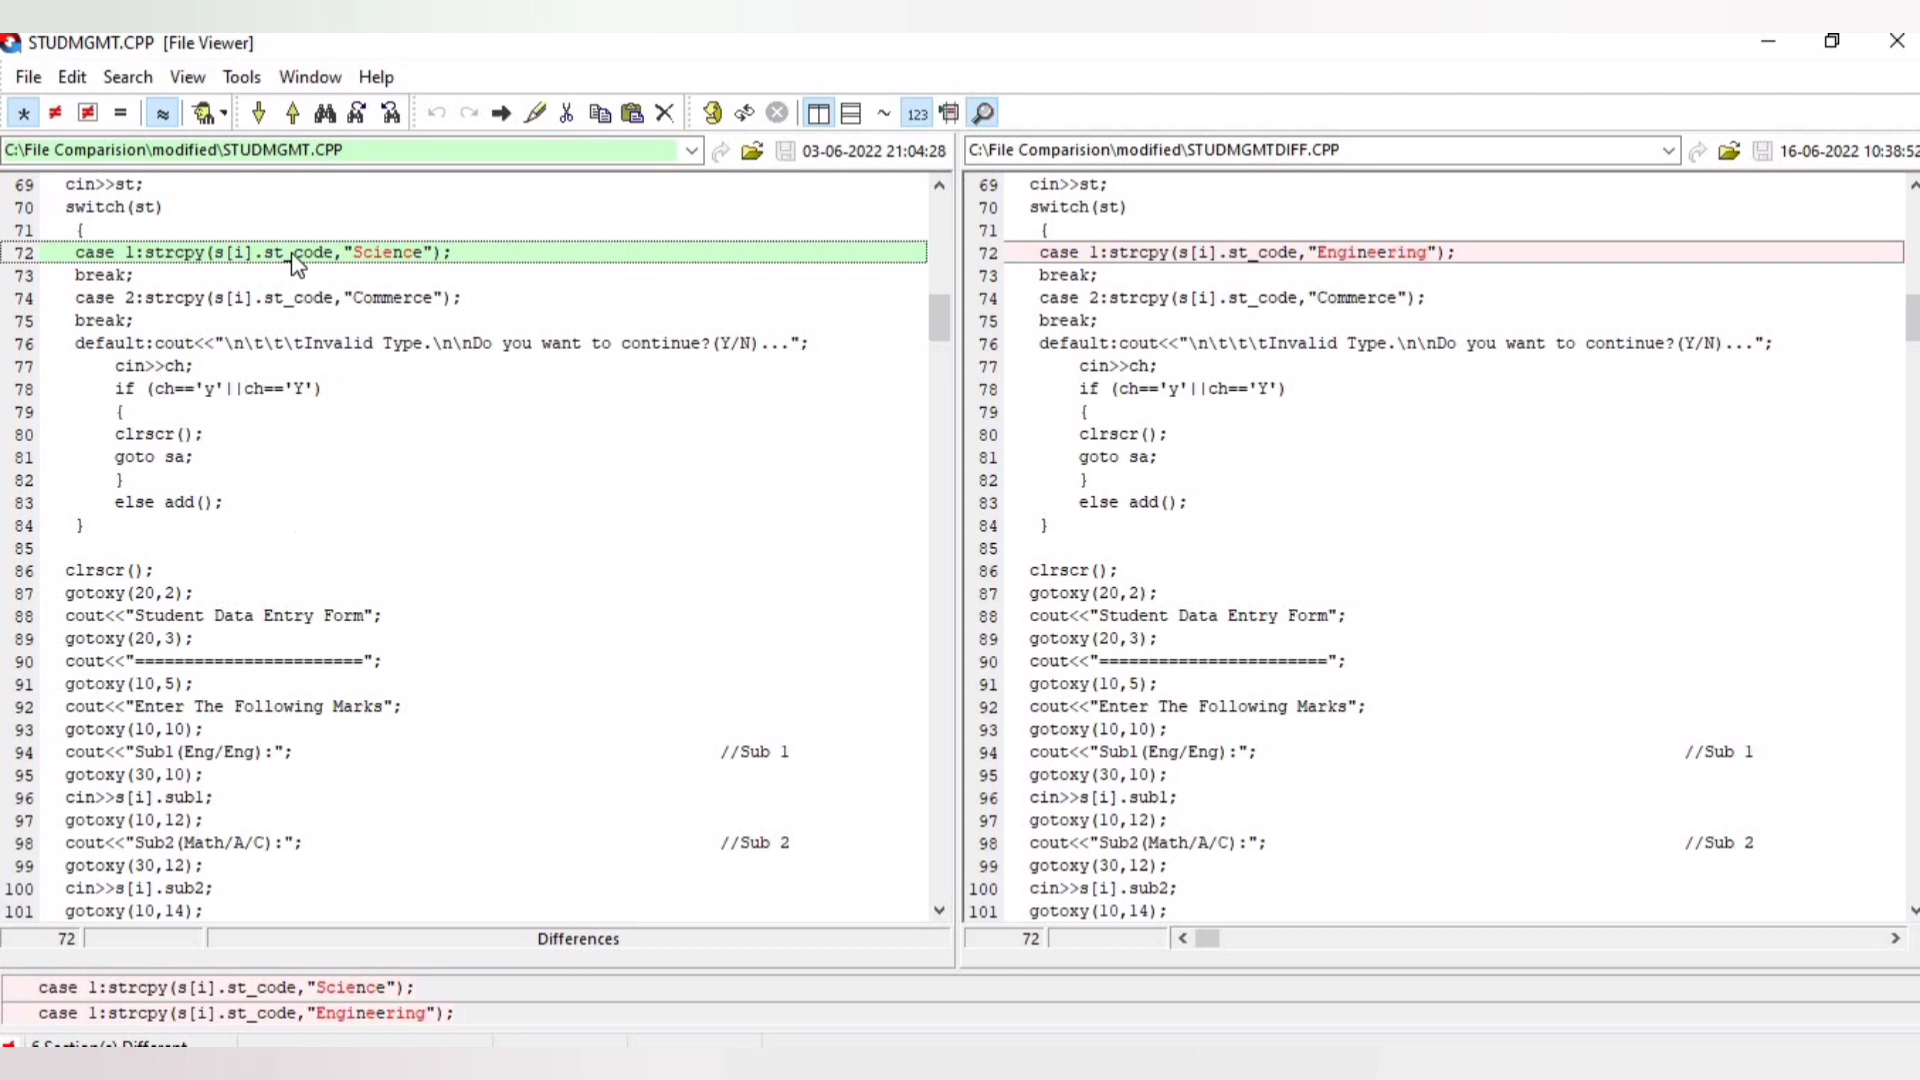 STUDMGMT.CPP [File Viewer]
File Edit Search View Tools Window Help
123
C:\File Comparision\modified\STUDMGMT.CPP 03-06-2022 21:04:28
69 cin>>st;
70 switch(st)
71 {
72 case 1:strcpy(s[i].st_code,"Science");
73 break;
74 case 2:strcpy(s[i].st_code,"Commerce");
75 break;
76 default:cout<<"\n\t\t\tInvalid Type.\n\nDo you want to continue?(Y/N)...";
77 cin>>ch;
78 if (ch=='y'||ch=='Y')
79 {
80 clrscr();
81 goto sa;
82 }
83 else add();
84 }
85
86 clrscr();
87 gotoxy(20,2);
88 cout<<"Student Data Entry Form";
89 gotoxy(20,3);
90 cout<<"=======================";
91 gotoxy(10,5);
92 cout<<"Enter The Following Marks";
93 gotoxy(10,10);
94 cout<<"Sub1(Eng/Eng):"; //Sub 1
95 gotoxy(30,10);
96 cin>>s[i].sub1;
97 gotoxy(10,12);
98 cout<<"Sub2(Math/A/C):"; //Sub 2
99 gotoxy(30,12);
100 cin>>s[i].sub2;
101 gotoxy(10,14);
72 Differences
C:\File Comparision\modified\STUDMGMTDIFF.CPP 16-06-2022 10:38:52
69 cin>>st;
70 switch(st)
71 {
72 case 1:strcpy(s[i].st_code,"Engineering");
73 break;
74 case 2:strcpy(s[i].st_code,"Commerce");
75 break;
76 default:cout<<"\n\t\t\tInvalid Type.\n\nDo you want to continue?(Y/N)...";
77 cin>>ch;
78 if (ch=='y'||ch=='Y')
79 {
80 clrscr();
81 goto sa;
82 }
83 else add();
84 }
85
86 clrscr();
87 gotoxy(20,2);
88 cout<<"Student Data Entry Form";
89 gotoxy(20,3);
90 cout<<"=======================";
91 gotoxy(10,5);
92 cout<<"Enter The Following Marks";
93 gotoxy(10,10);
94 cout<<"Sub1(Eng/Eng):"; //Sub 1
95 gotoxy(30,10);
96 cin>>s[i].sub1;
97 gotoxy(10,12);
98 cout<<"Sub2(Math/A/C):"; //Sub 2
99 gotoxy(30,12);
100 cin>>s[i].sub2;
101 gotoxy(10,14);
72
case 1:strcpy(s[i].st_code,"Science");
case 1:strcpy(s[i].st_code,"Engineering");
6 Section(s) Different